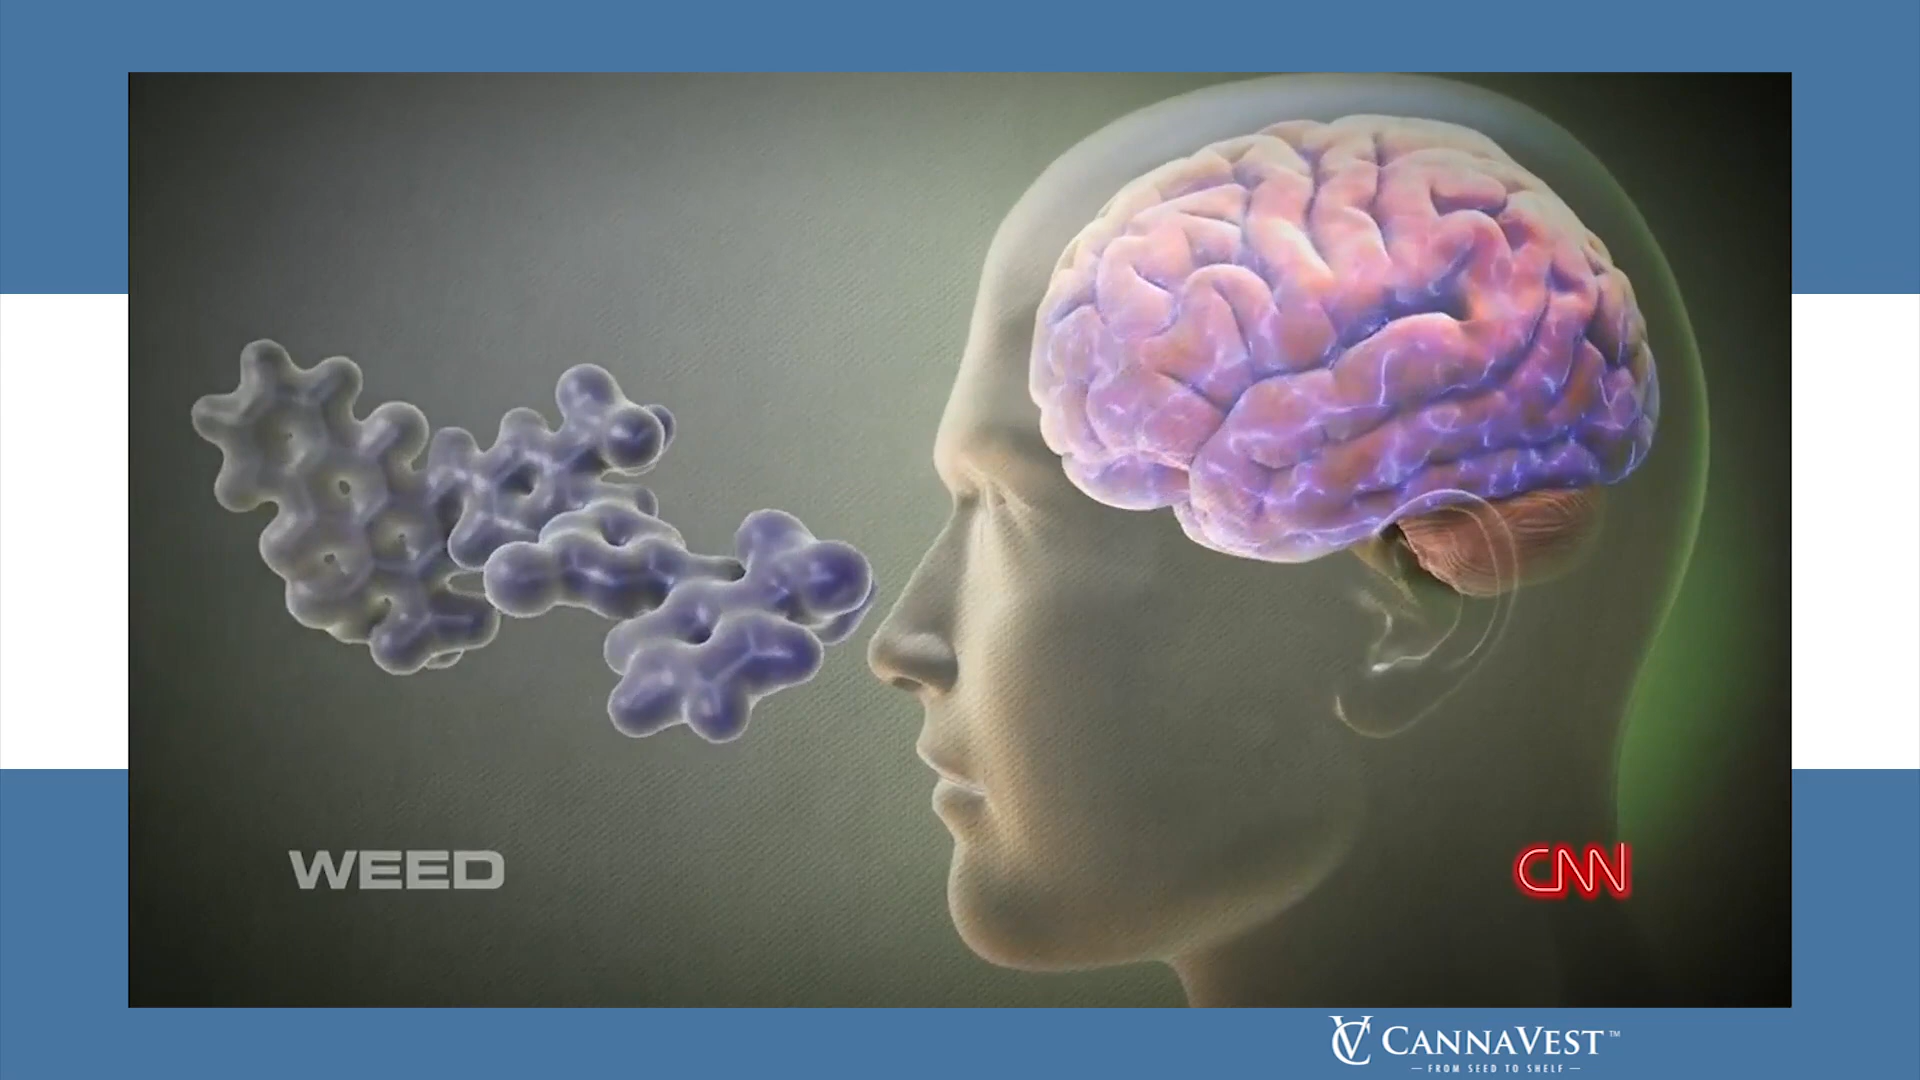 WEED
CNN
CANNAVEST™
— FROM SEED TO SHELF —